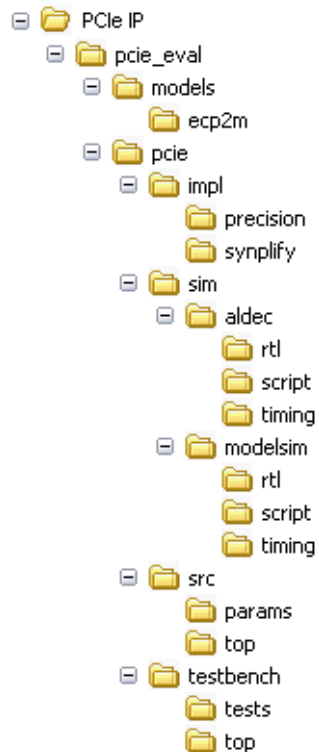 PCIe IP
pcie_eval
models
ecp2m
pcie
impl
precision
synplify
sim
aldec
rtl
script
timing
modelsim
rtl
script
timing
src
params
top
testbench
tests
top